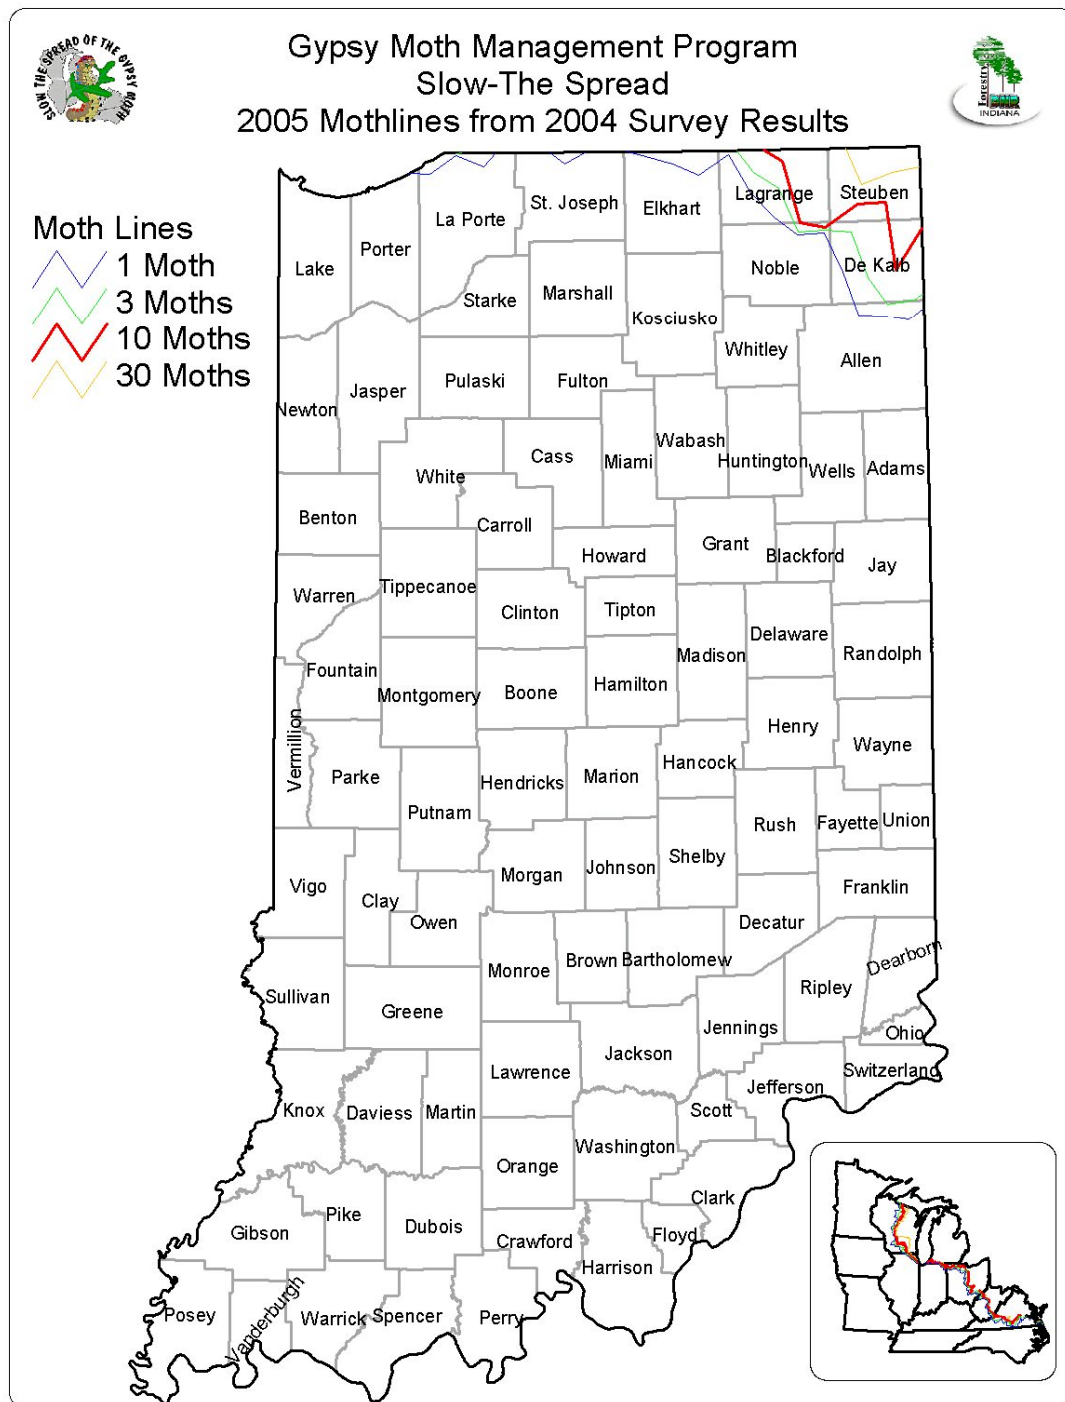 SLOW THE SPREAD OF THE GYPSY MOTH
Gypsy Moth Management Program
Slow-The Spread
2005 Mothlines from 2004 Survey Results
Forestry
DNR
INDIANA
Moth Lines
1 Moth
3 Moths
10 Moths
30 Moths
Lake
Porter
La Porte
St. Joseph
Elkhart
Lagrange
Steuben
Noble
De Kalb
Starke
Marshall
Kosciusko
Whitley
Allen
Newton
Jasper
Pulaski
Fulton
Miami
Wabash
Huntington
Wells
Adams
White
Cass
Benton
Carroll
Howard
Grant
Blackford
Jay
Warren
Tippecanoe
Clinton
Tipton
Madison
Delaware
Randolph
Fountain
Montgomery
Boone
Hamilton
Henry
Wayne
Vermillion
Parke
Putnam
Hendricks
Marion
Hancock
Rush
Fayette
Union
Vigo
Clay
Owen
Morgan
Johnson
Shelby
Franklin
Decatur
Sullivan
Greene
Monroe
Brown
Bartholomew
Ripley
Dearborn
Jennings
Ohio
Knox
Daviess
Martin
Lawrence
Jackson
Scott
Jefferson
Switzerland
Orange
Washington
Clark
Gibson
Pike
Dubois
Crawford
Harrison
Floyd
Posey
Vanderburgh
Warrick
Spencer
Perry